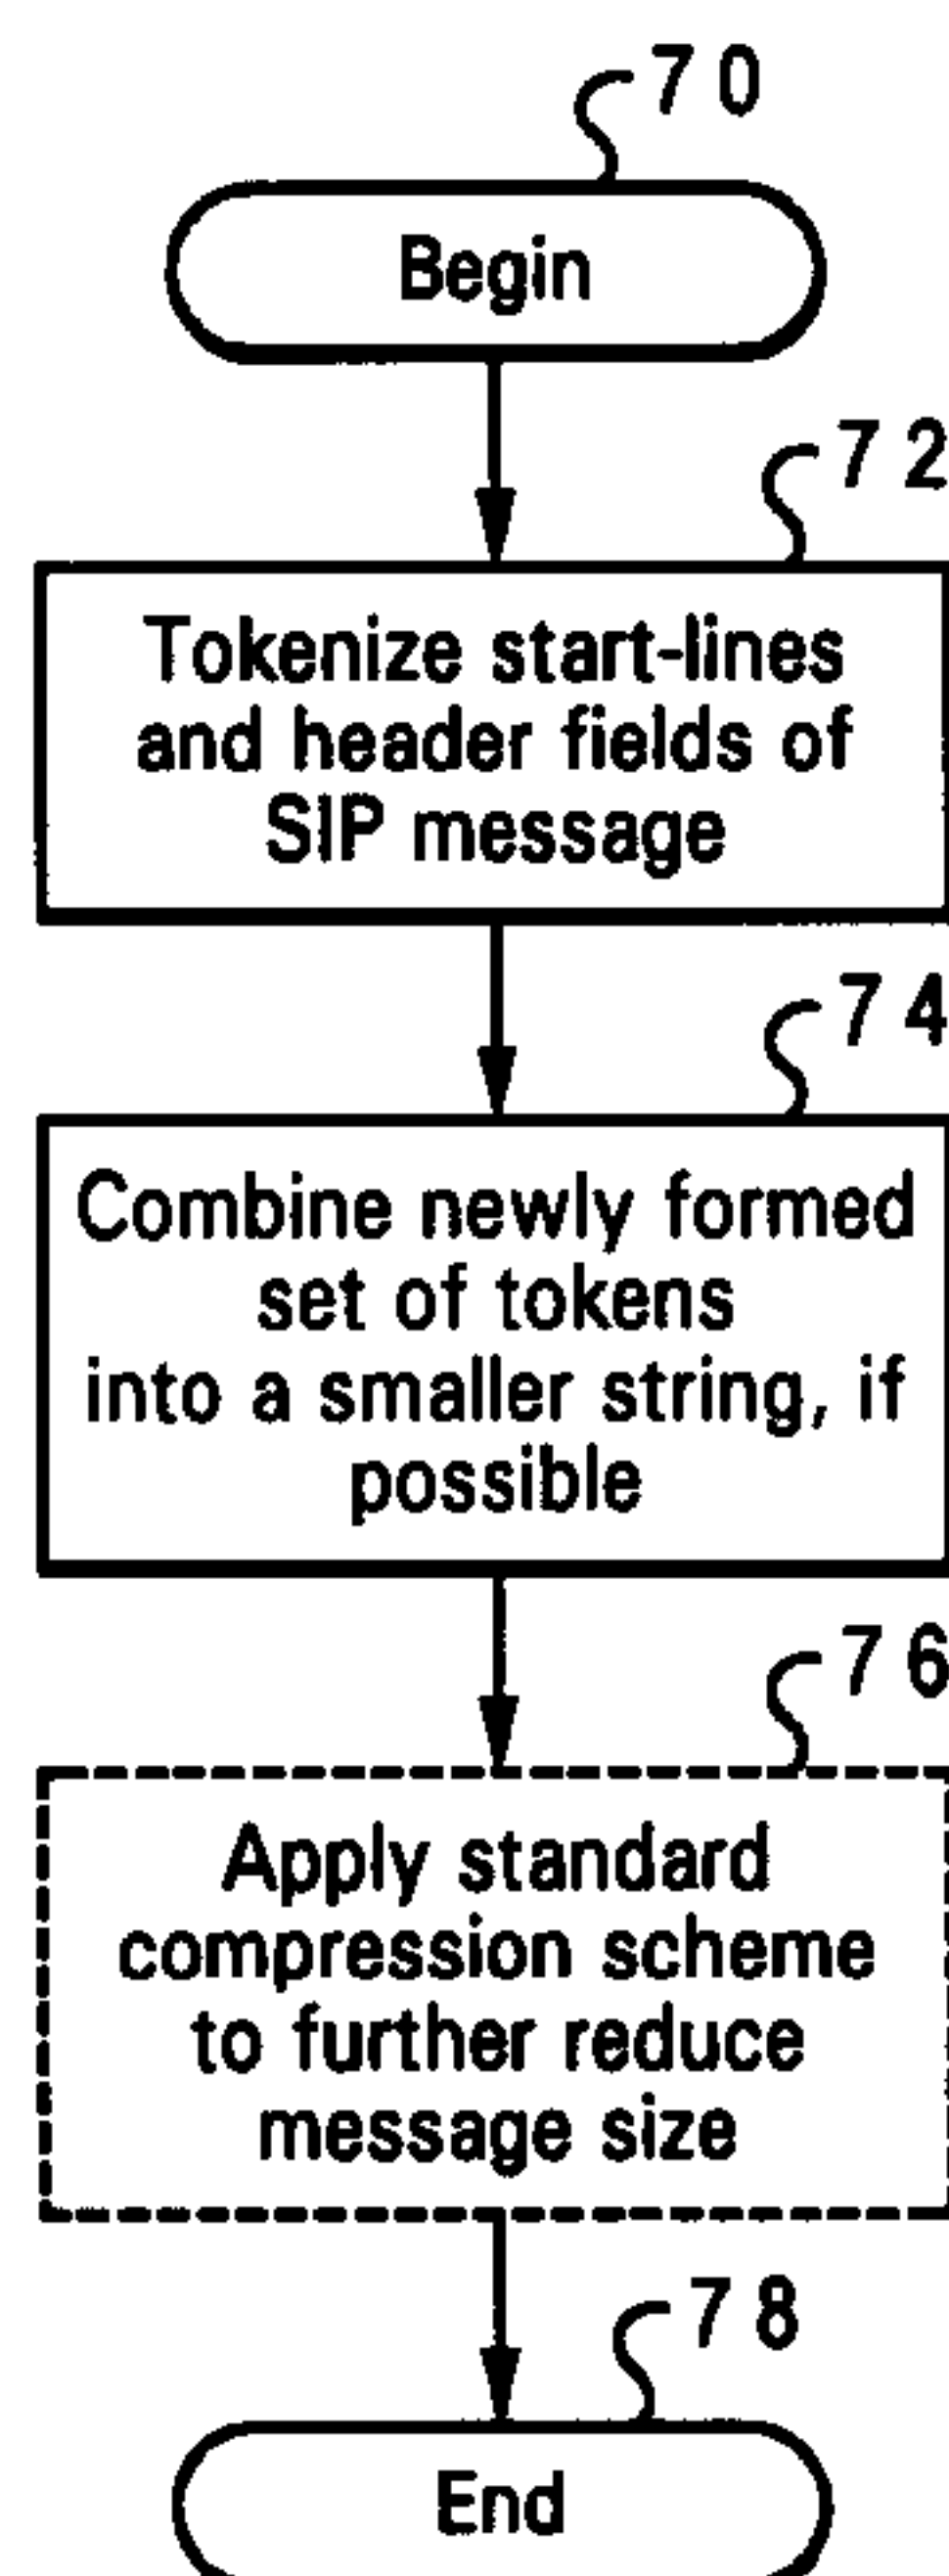 70
Begin
72
Tokenize start-lines
and header fields of
SIP message
74
Combine newly formed
set of tokens
into a smaller string, if
possible
76
Apply standard
compression scheme
to further reduce
message size
78
End